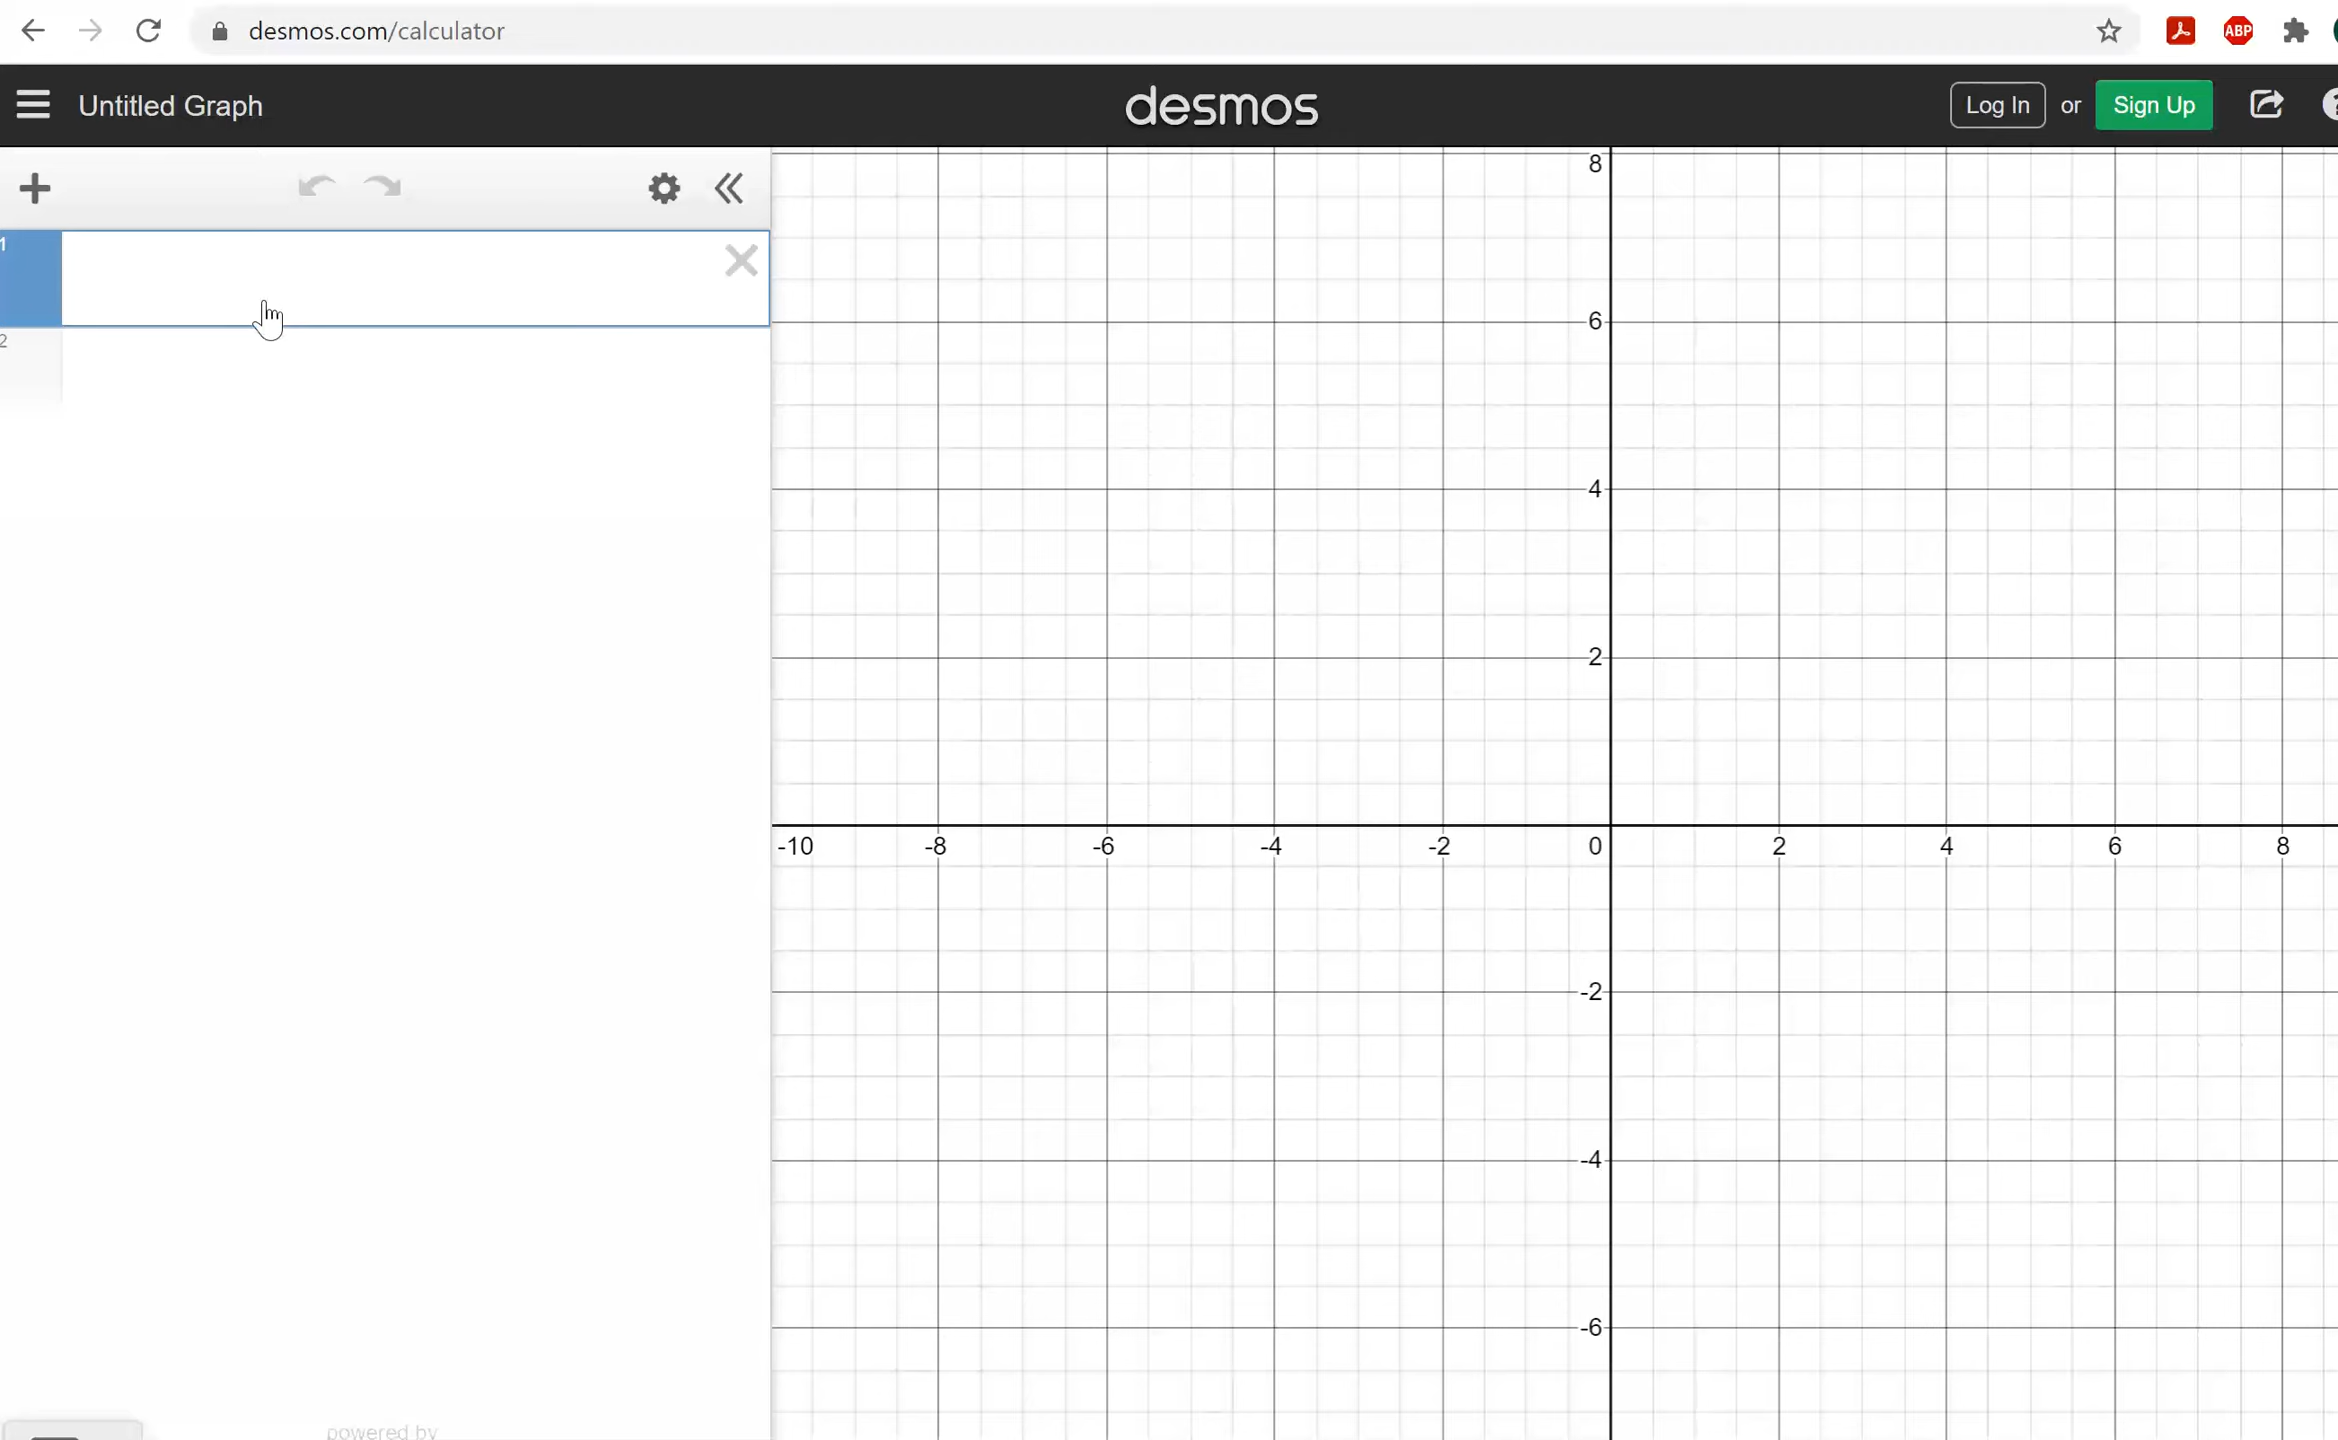 desmos.com/calculator
ABP
Untitled Graph
desmos
Log In or Sign Up
1
2
8
6
4
2
-10 -8 -6 -4 -2 0 2 4 6 8
-2
-4
-6
powered by